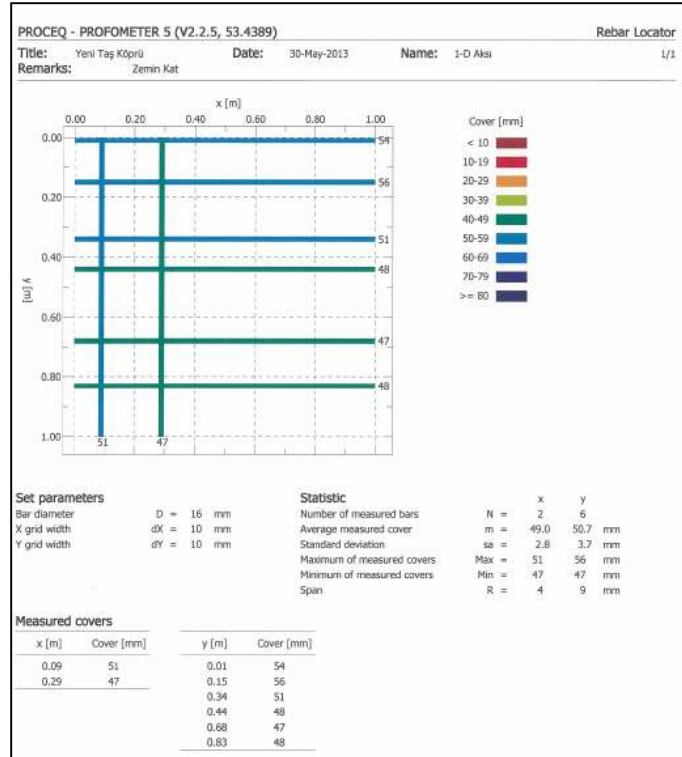 PROCEQ - PROFOMETER 5 (V2.2.5, 53.4389) Rebar Locator
Title: Yeni Taş Köprü Date: 30-May-2013 Name: 1-D Aksı 1/1
Remarks: Zemin Kat
x [m]
0.00 0.20 0.40 0.60 0.80 1.00
Cover [mm]
0.00 54
< 10
10-19
56
0.20
20-29
30-39
40-49
51
50-59
0.40
48
60-69
70-79
y [m]
>= 80
0.60
47
0.80
48
1.00
51 47
Set parameters Statistic x y
Bar diameter D = 16 mm Number of measured bars N = 2 6
X grid width dX = 10 mm Average measured cover m = 49.0 50.7 mm
Y grid width dY = 10 mm Standard deviation sa = 2.8 3.7 mm
Maximum of measured covers Max = 51 56 mm
Minimum of measured covers Min = 47 47 mm
Span R = 4 9 mm
Measured covers
x [m] Cover [mm] y [m] Cover [mm]
0.09 51 0.01 54
0.29 47 0.15 56
0.34 51
0.44 48
0.68 47
0.83 48